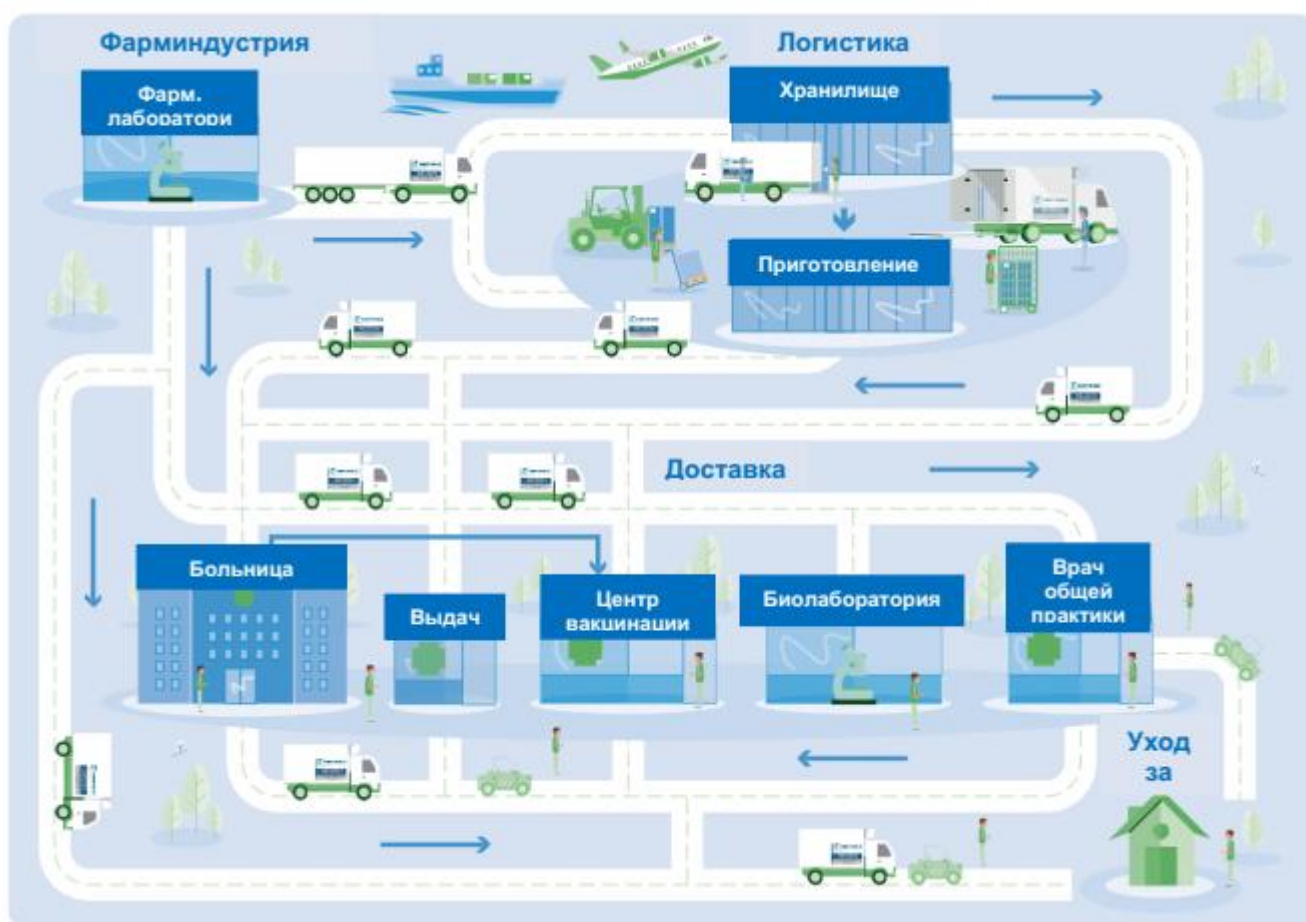 Фарминдустрия
Логистика
Фарм.
лаборатори
Хранилище
Приготовление
Доставка
Больница
Выдач
Центр
вакцинации
Биолаборатория
Врач
общей
практики
Уход
за